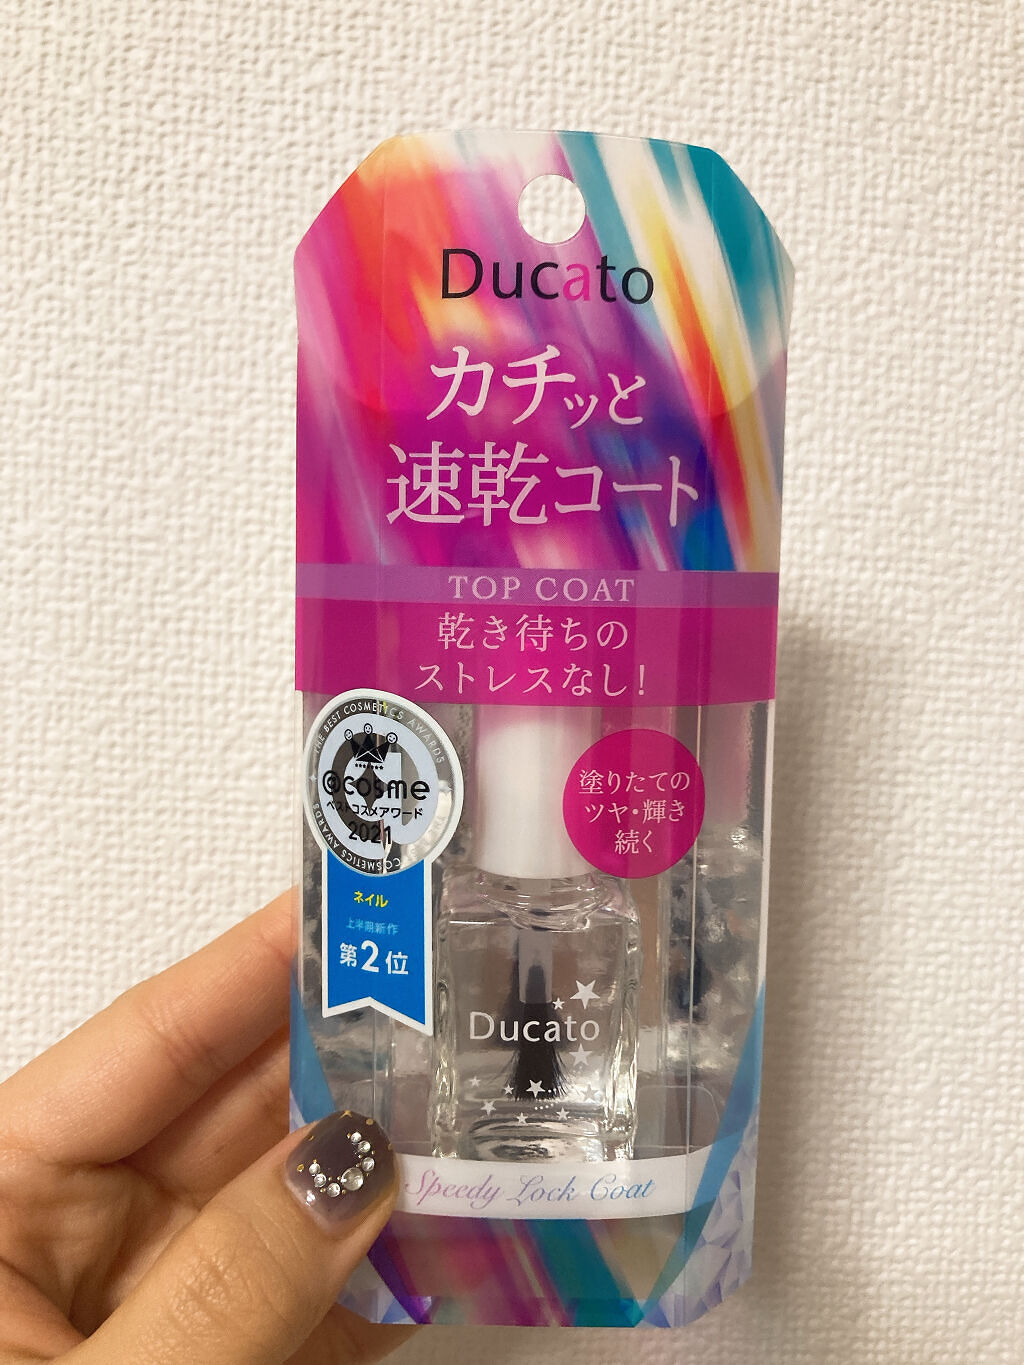 Ducato
カチッと
速乾コート
TOP COAT
乾き待ちの
ストレスなし!
THE BEST COSMETICS AWARDS
@cosme
ベストコスメアワード
2021
COSMETICS AWARDS
ネイル
上半期新作
第2位
塗りたての
ツヤ・輝き
続く
Ducato
Speedy Lock Coat